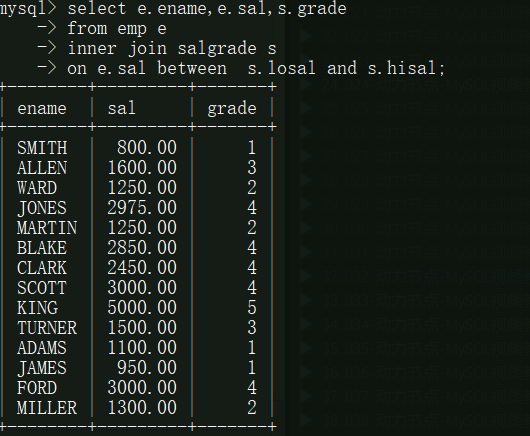 mysql> select e.ename,e.sal,s.grade
-> from emp e
-> inner join salgrade s
-> on e.sal between  s.losal and s.hisal;
+--------+---------+-------+
| ename  | sal     | grade |
+--------+---------+-------+
| SMITH  |  800.00 |     1 |
| ALLEN  | 1600.00 |     3 |
| WARD   | 1250.00 |     2 |
| JONES  | 2975.00 |     4 |
| MARTIN | 1250.00 |     2 |
| BLAKE  | 2850.00 |     4 |
| CLARK  | 2450.00 |     4 |
| SCOTT  | 3000.00 |     4 |
| KING   | 5000.00 |     5 |
| TURNER | 1500.00 |     3 |
| ADAMS  | 1100.00 |     1 |
| JAMES  |  950.00 |     1 |
| FORD   | 3000.00 |     4 |
| MILLER | 1300.00 |     2 |
+--------+---------+-------+